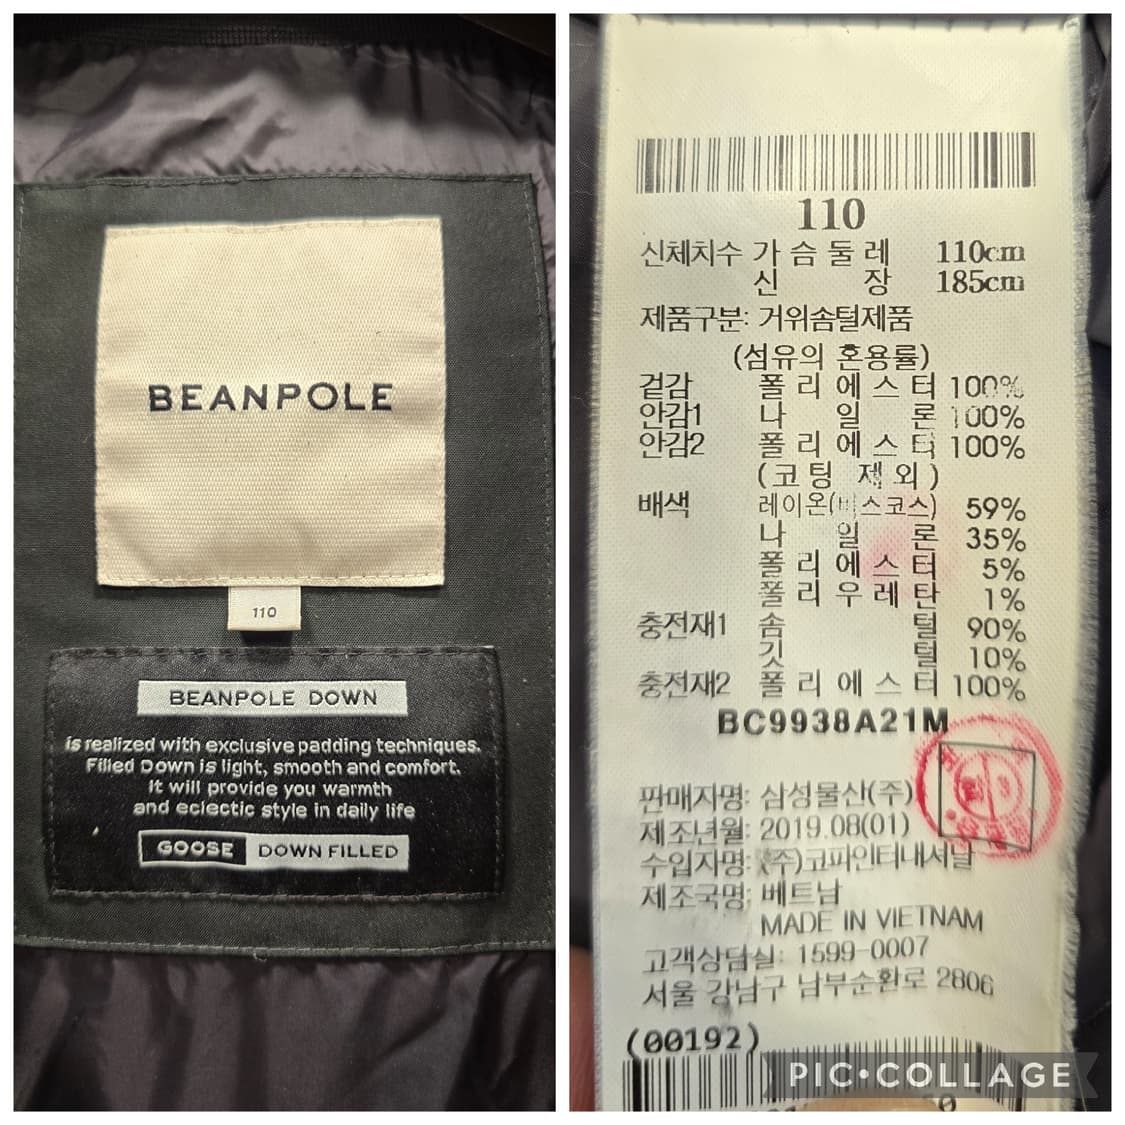 BEANPOLE
110
BEANPOLE DOWN
is realized with exclusive padding techniques.
Filled Down is light, smooth and comfort.
It will provide you warmth
and eclectic style in daily life
GOOSE DOWN FILLED
110
신체치수 가슴둘레 110cm
신장 185cm
제품구분: 거위솜털제품
(섬유의 혼용률)
겉감 폴리에스터 100%
안감1 나일론 100%
안감2 폴리에스터 100%
(코팅 제외)
배색 레이온(비스코스) 59%
나일론 35%
폴리에스터 5%
폴리우레탄 1%
충전재1 솜털 90%
깃털 10%
충전재2 폴리에스터 100%
BC9938A21M
판매자명: 삼성물산(주)
제조년월: 2019.08(01)
수입자명: (주)코파인터내셔날
제조국명: 베트남
MADE IN VIETNAM
고객상담실: 1599-0007
서울 강남구 남부순환로 2806
(00192)
PIC•COLLAGE